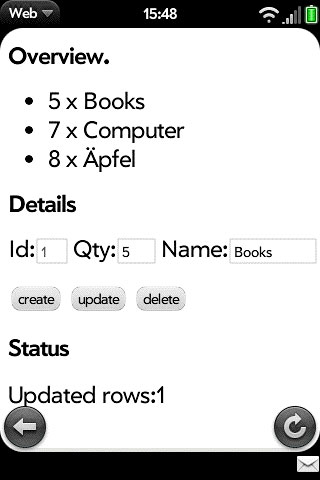 Web 15:48
Overview.
5 x Books
7 x Computer
8 x Äpfel
Details
Id: 1 Qty: 5 Name: Books
create update delete
Status
Updated rows:1